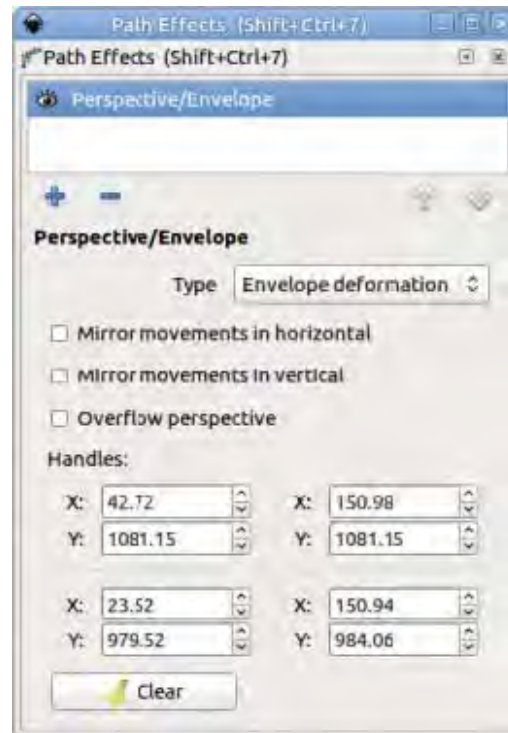 Path Effects (Shift+Ctrl+7)
Path Effects (Shift+Ctrl+7)
Perspective/Envelope
Perspective/Envelope
Type Envelope deformation
Mirror movements in horizontal
Mirror movements in vertical
Overflow perspective
Handles:
X: 42.72 X: 150.98
Y: 1081.15 Y: 1081.15
X: 23.52 X: 150.94
Y: 979.52 Y: 984.06
Clear